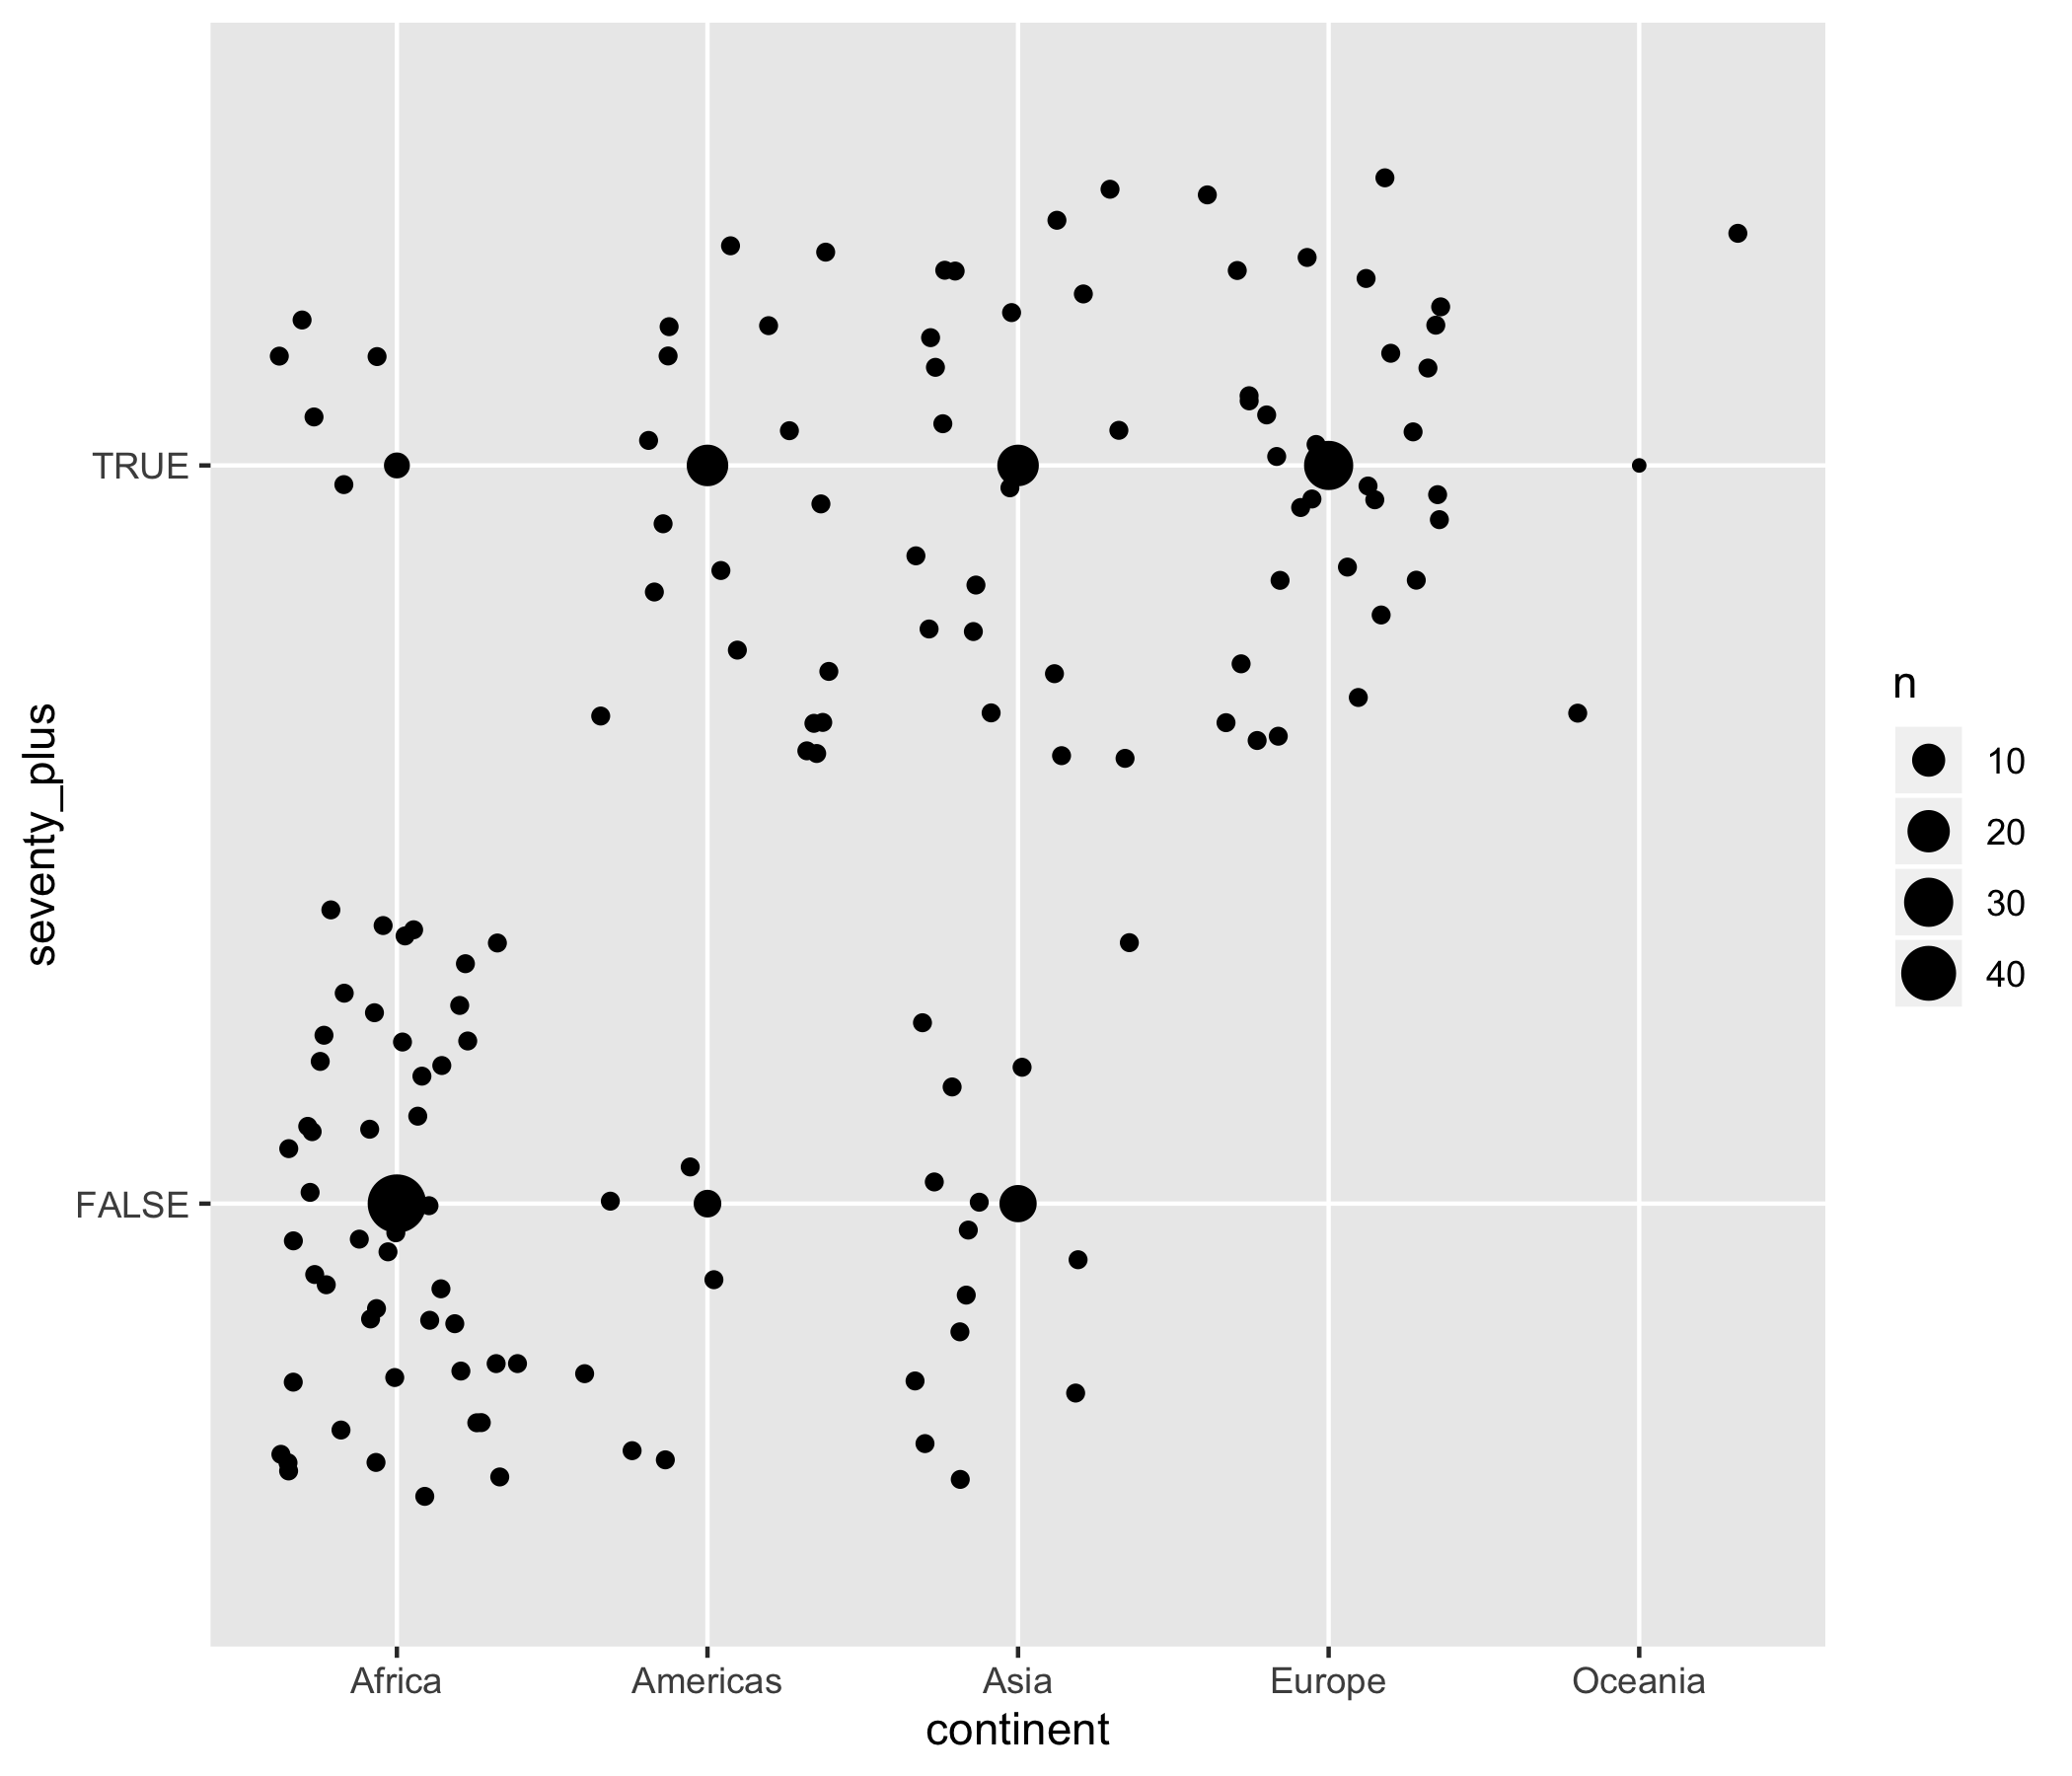 TRUE
FALSE
seventy_plus
Africa Americas Asia Europe Oceania
continent
n
10
20
30
40